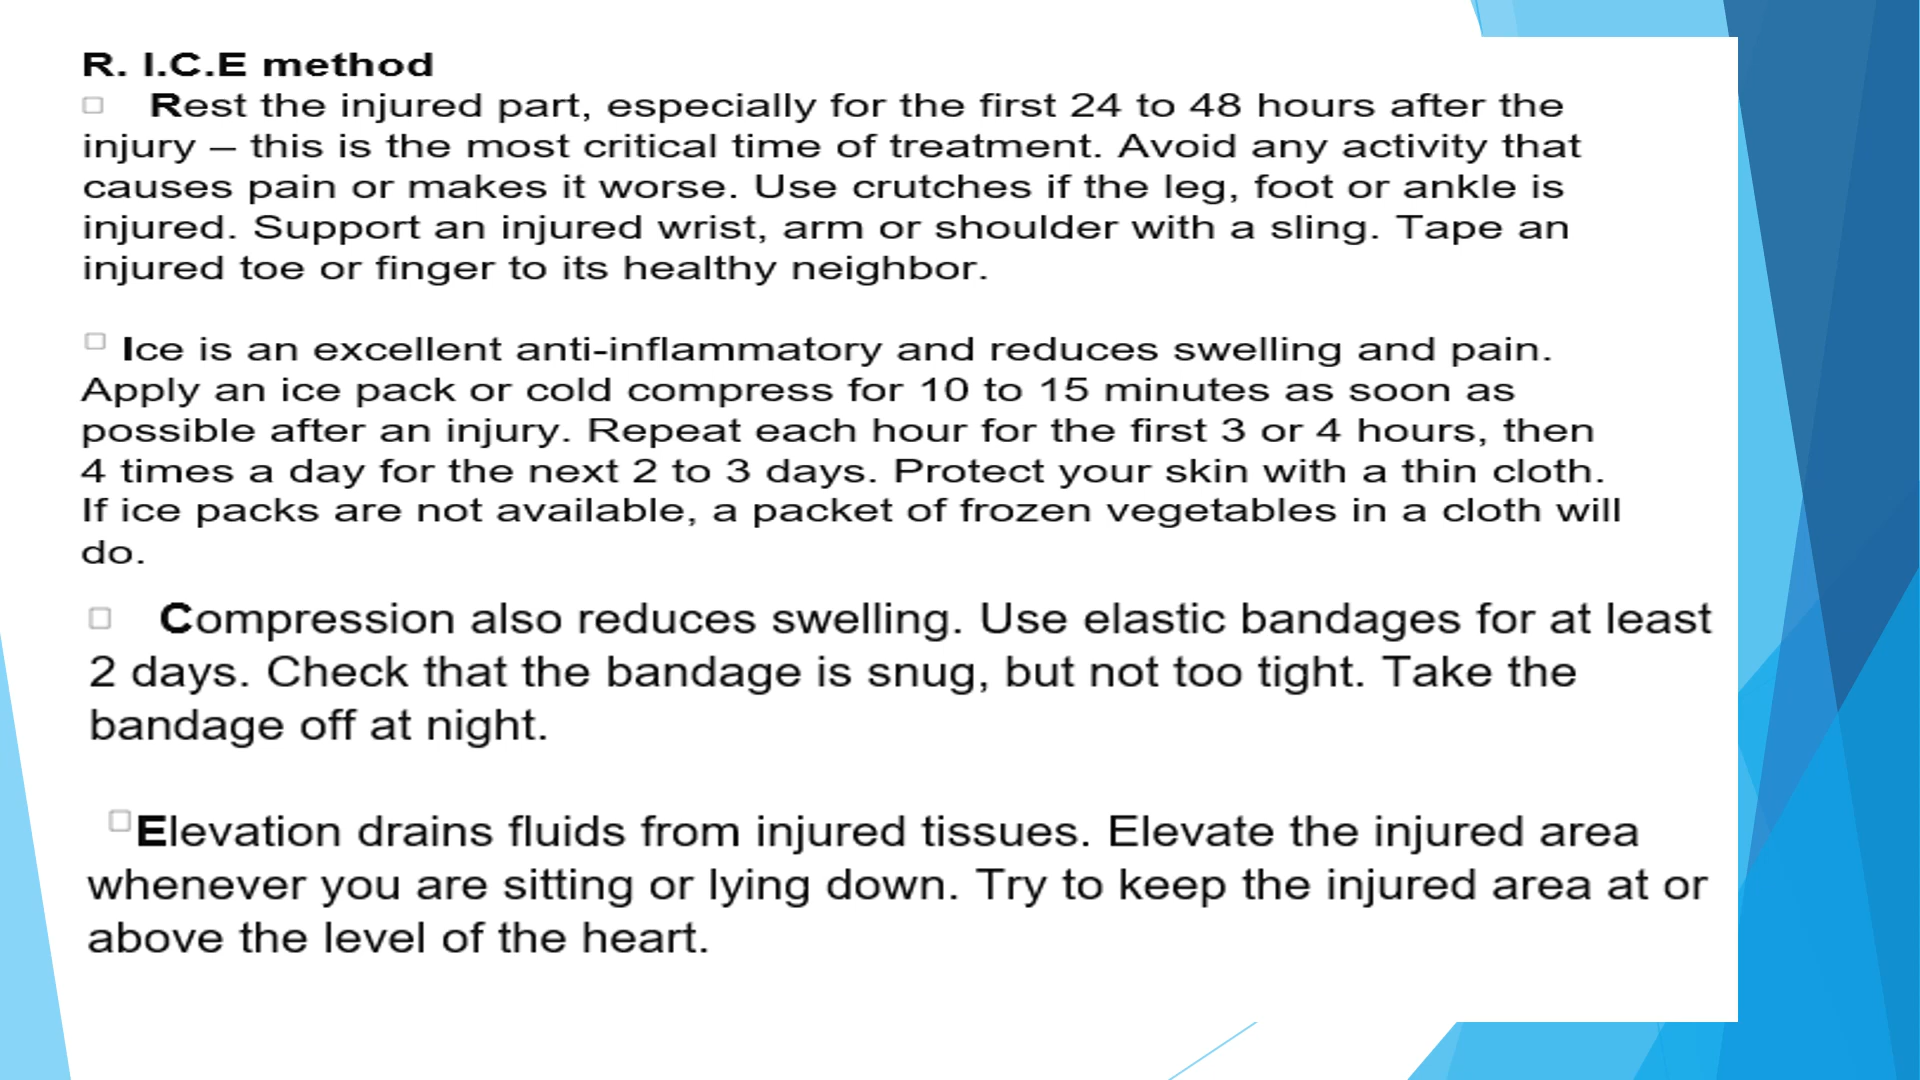 R. I.C.E method
□ Rest the injured part, especially for the first 24 to 48 hours after the
injury – this is the most critical time of treatment. Avoid any activity that
causes pain or makes it worse. Use crutches if the leg, foot or ankle is
injured. Support an injured wrist, arm or shoulder with a sling. Tape an
injured toe or finger to its healthy neighbor.
□ Ice is an excellent anti-inflammatory and reduces swelling and pain.
Apply an ice pack or cold compress for 10 to 15 minutes as soon as
possible after an injury. Repeat each hour for the first 3 or 4 hours, then
4 times a day for the next 2 to 3 days. Protect your skin with a thin cloth.
If ice packs are not available, a packet of frozen vegetables in a cloth will
do.
□ Compression also reduces swelling. Use elastic bandages for at least
2 days. Check that the bandage is snug, but not too tight. Take the
bandage off at night.
□Elevation drains fluids from injured tissues. Elevate the injured area
whenever you are sitting or lying down. Try to keep the injured area at or
above the level of the heart.